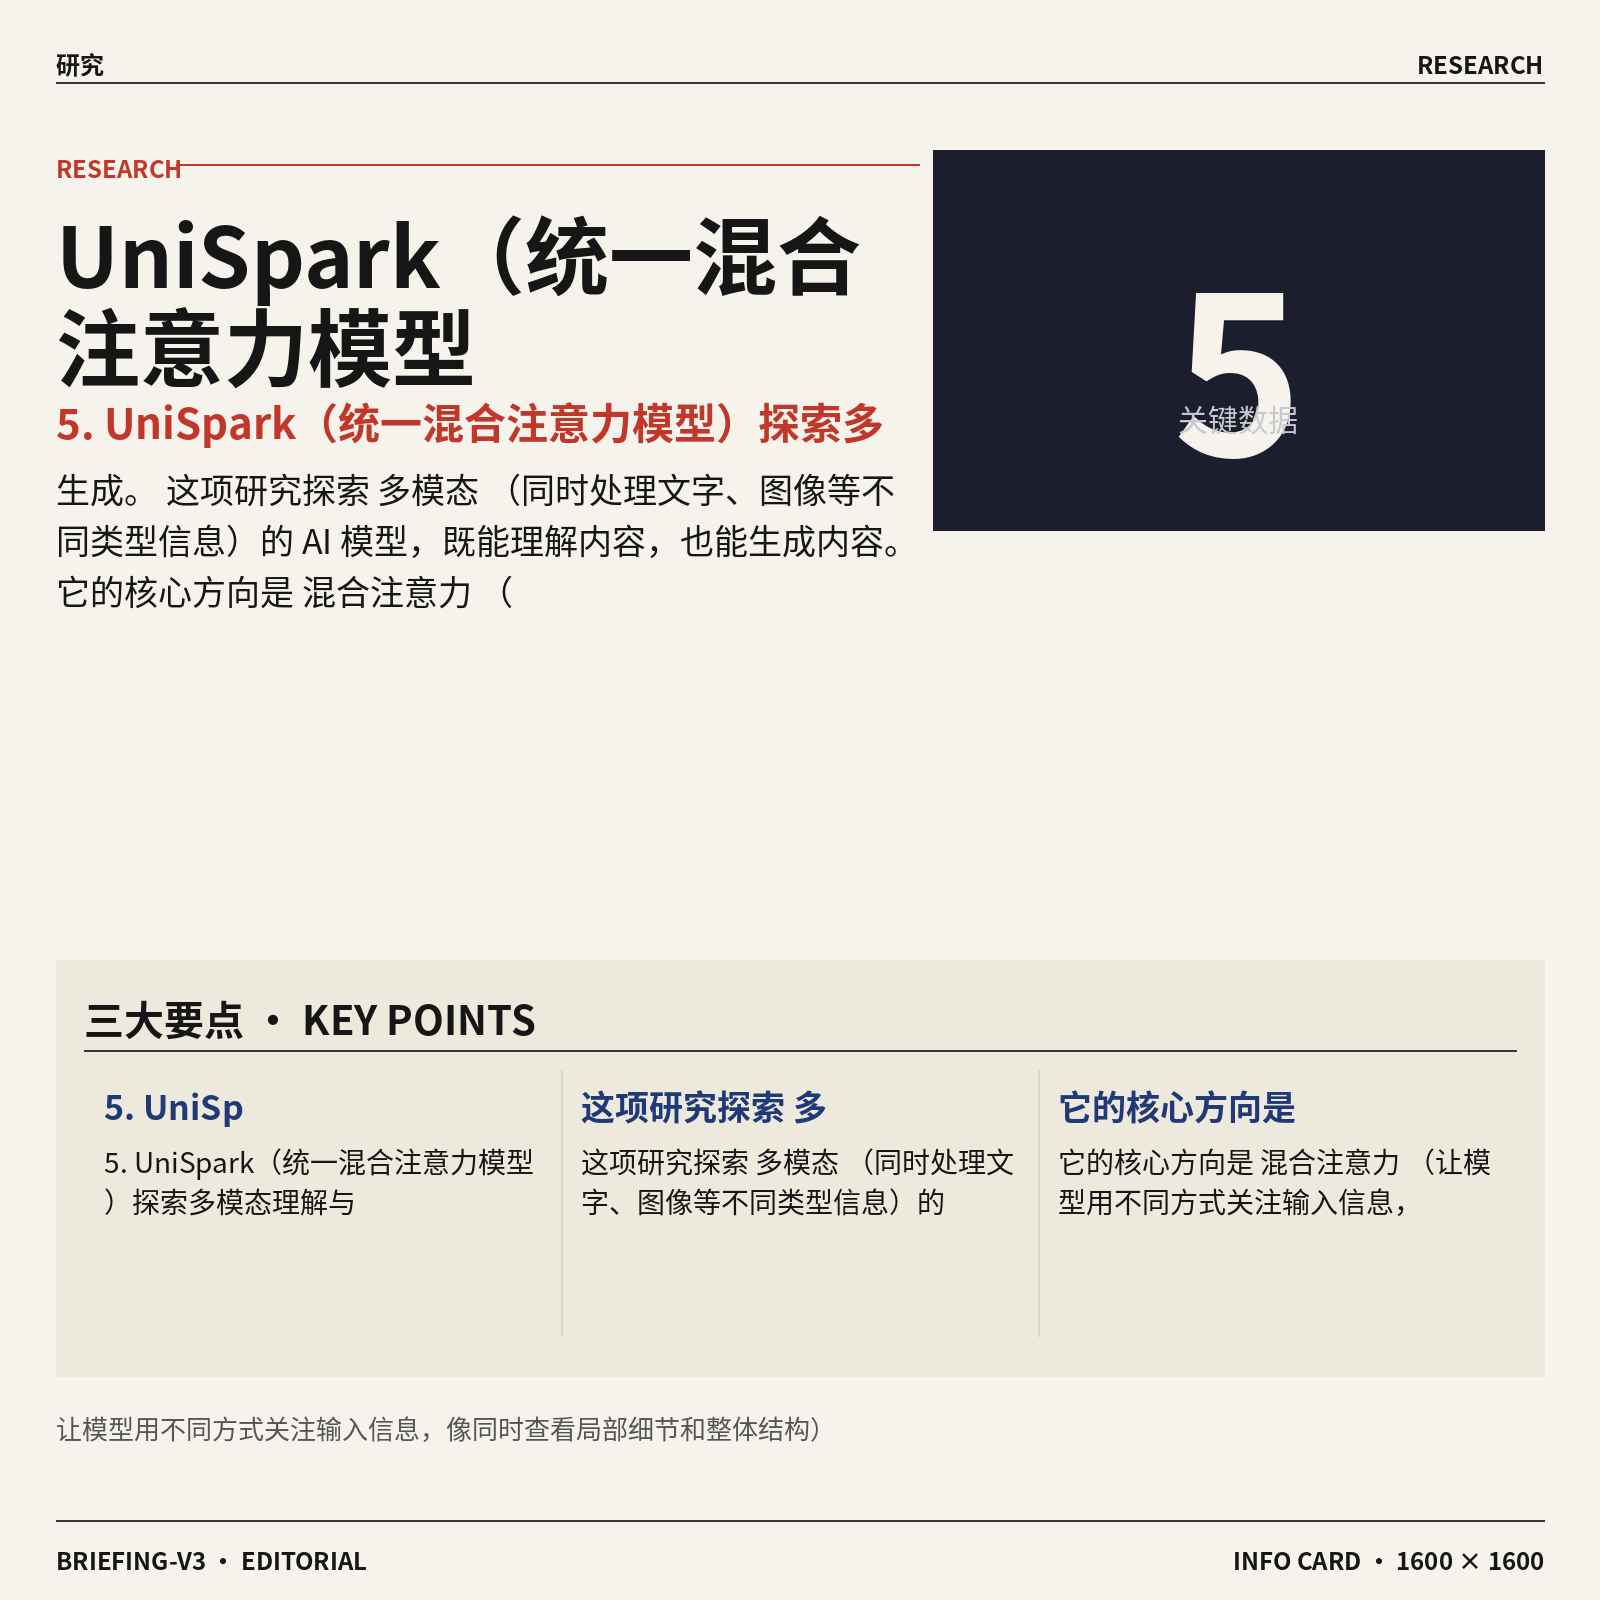 研究
RESEARCH
RESEARCH
UniSpark（统一混合
注意力模型
5. UniSpark（统一混合注意力模型）探索多
生成。 这项研究探索 多模态 （同时处理文字、图像等不
同类型信息）的 AI 模型，既能理解内容，也能生成内容。
它的核心方向是 混合注意力 （
5
关键数据
三大要点 · KEY POINTS
5. UniSp
5. UniSpark（统一混合注意力模型
）探索多模态理解与
这项研究探索 多
这项研究探索 多模态 （同时处理文
字、图像等不同类型信息）的
它的核心方向是
它的核心方向是 混合注意力 （让模
型用不同方式关注输入信息，
让模型用不同方式关注输入信息，像同时查看局部细节和整体结构）
BRIEFING-V3 · EDITORIAL
INFO CARD · 1600 × 1600